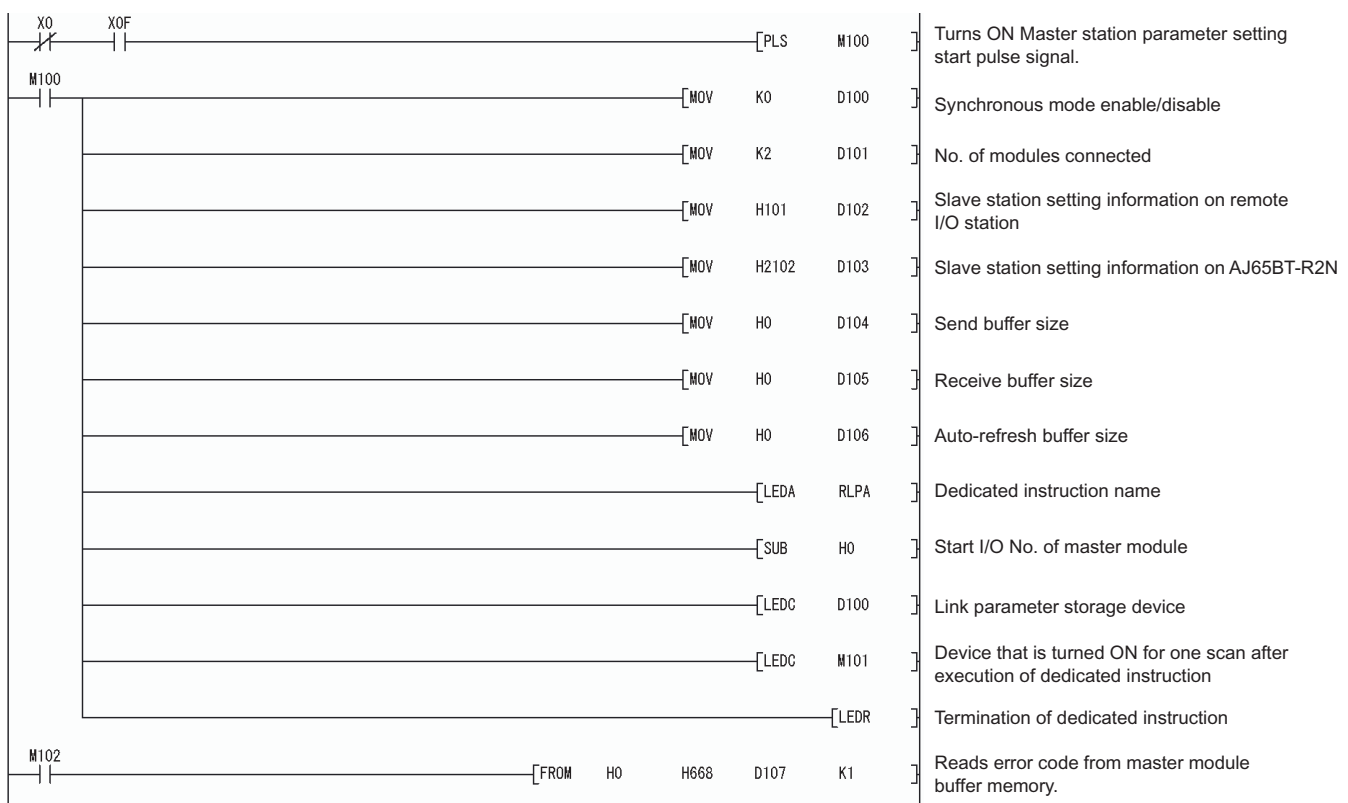 X0 X0F
[PLS M100 ] Turns ON Master station parameter setting
start pulse signal.
M100
[MOV K0 D100 ] Synchronous mode enable/disable
[MOV K2 D101 ] No. of modules connected
[MOV H101 D102 ] Slave station setting information on remote
I/O station
[MOV H2102 D103 ] Slave station setting information on AJ65BT-R2N
[MOV H0 D104 ] Send buffer size
[MOV H0 D105 ] Receive buffer size
[MOV H0 D106 ] Auto-refresh buffer size
[LEDA RLPA ] Dedicated instruction name
[SUB H0 ] Start I/O No. of master module
[LEDC D100 ] Link parameter storage device
[LEDC M101 ] Device that is turned ON for one scan after
execution of dedicated instruction
[LEDR ] Termination of dedicated instruction
M102
[FROM H0 H668 D107 K1 ] Reads error code from master module
buffer memory.